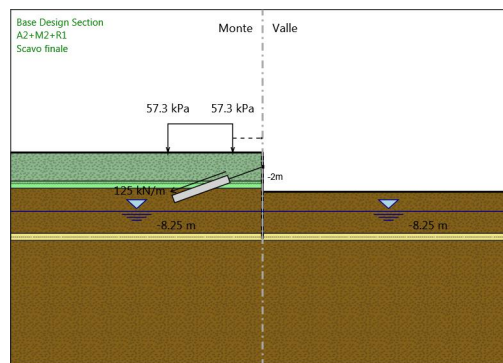 Base Design Section
A2+M2+R1
Scavo finale
Monte Valle
57.3 kPa 57.3 kPa
-2m
125 kN/m
-8.25 m -8.25 m